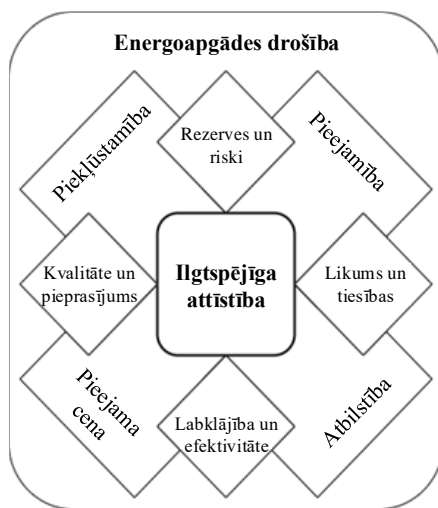 Energoapgādes drošība
Piekļūstamība
Rezerves un
riski
Pieejamība
Kvalitāte un
pieprasījums
Ilgtspējīga
attīstība
Likums un
tiesības
Pieejama
cena
Labklājība un
efektivitāte
Atbilstība